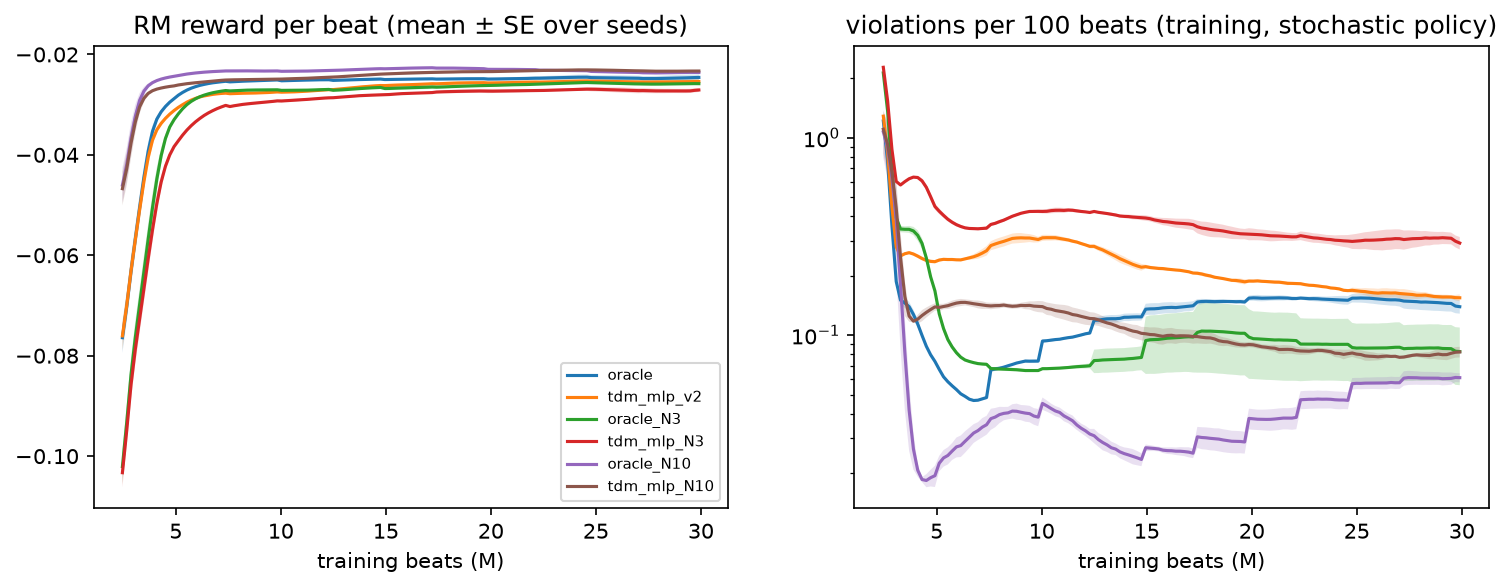 RM reward per beat (mean ± SE over seeds)
−0.02
−0.04
−0.06
−0.08
−0.10
5
10
15
20
25
30
training beats (M)
oracle
tdm_mlp_v2
oracle_N3
tdm_mlp_N3
oracle_N10
tdm_mlp_N10
violations per 100 beats (training, stochastic policy)
10⁰
10⁻¹
5
10
15
20
25
30
training beats (M)